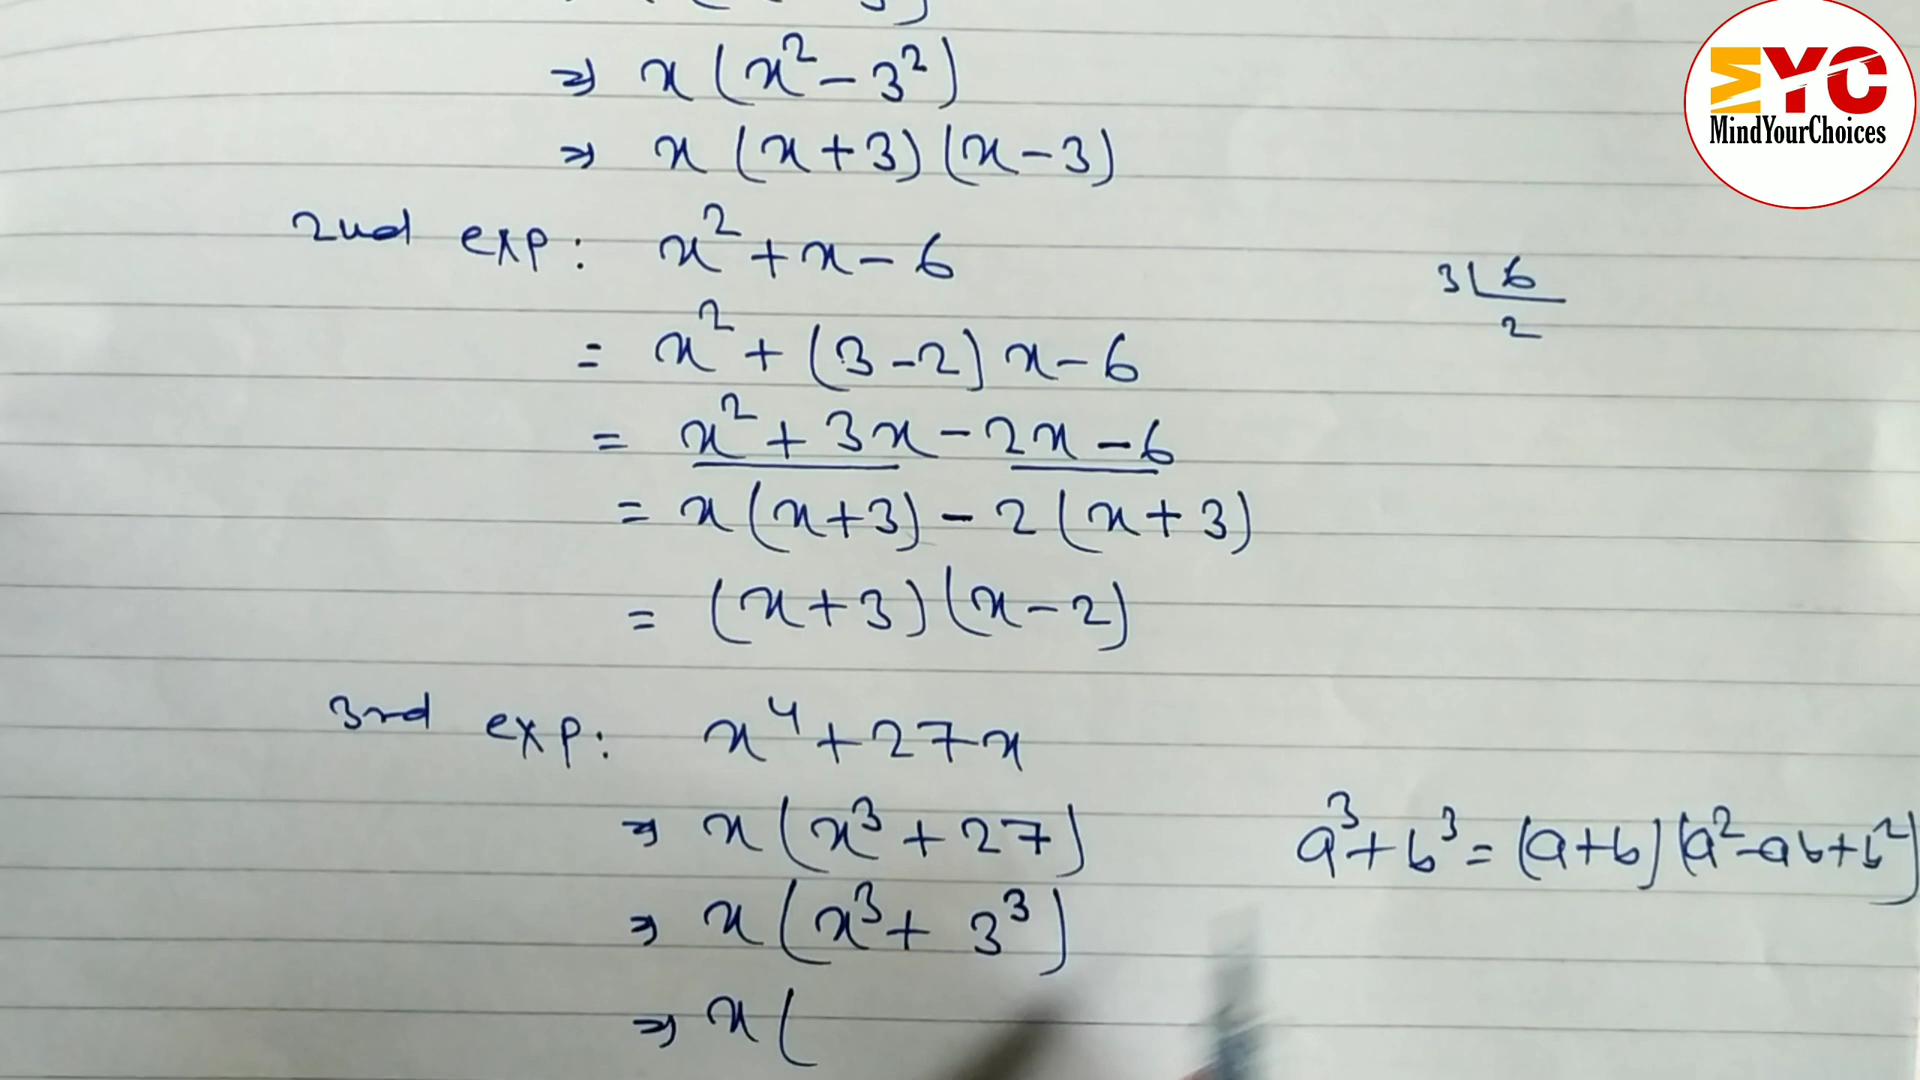 ⇒ x(x²-3²)
⇒ x(x+3)(x-3)
2nd exp: x²+x-6
= x²+(3-2)x-6
= x²+3x-2x-6
= x(x+3)-2(x+3)
= (x+3)(x-2)
3rd exp: x⁴+27x
⇒ x(x³+27)
⇒ x(x³+3³)
⇒ x(
3 6
2
a³+b³=(a+b)(a²-ab+b²)
MYC
MindYourChoices